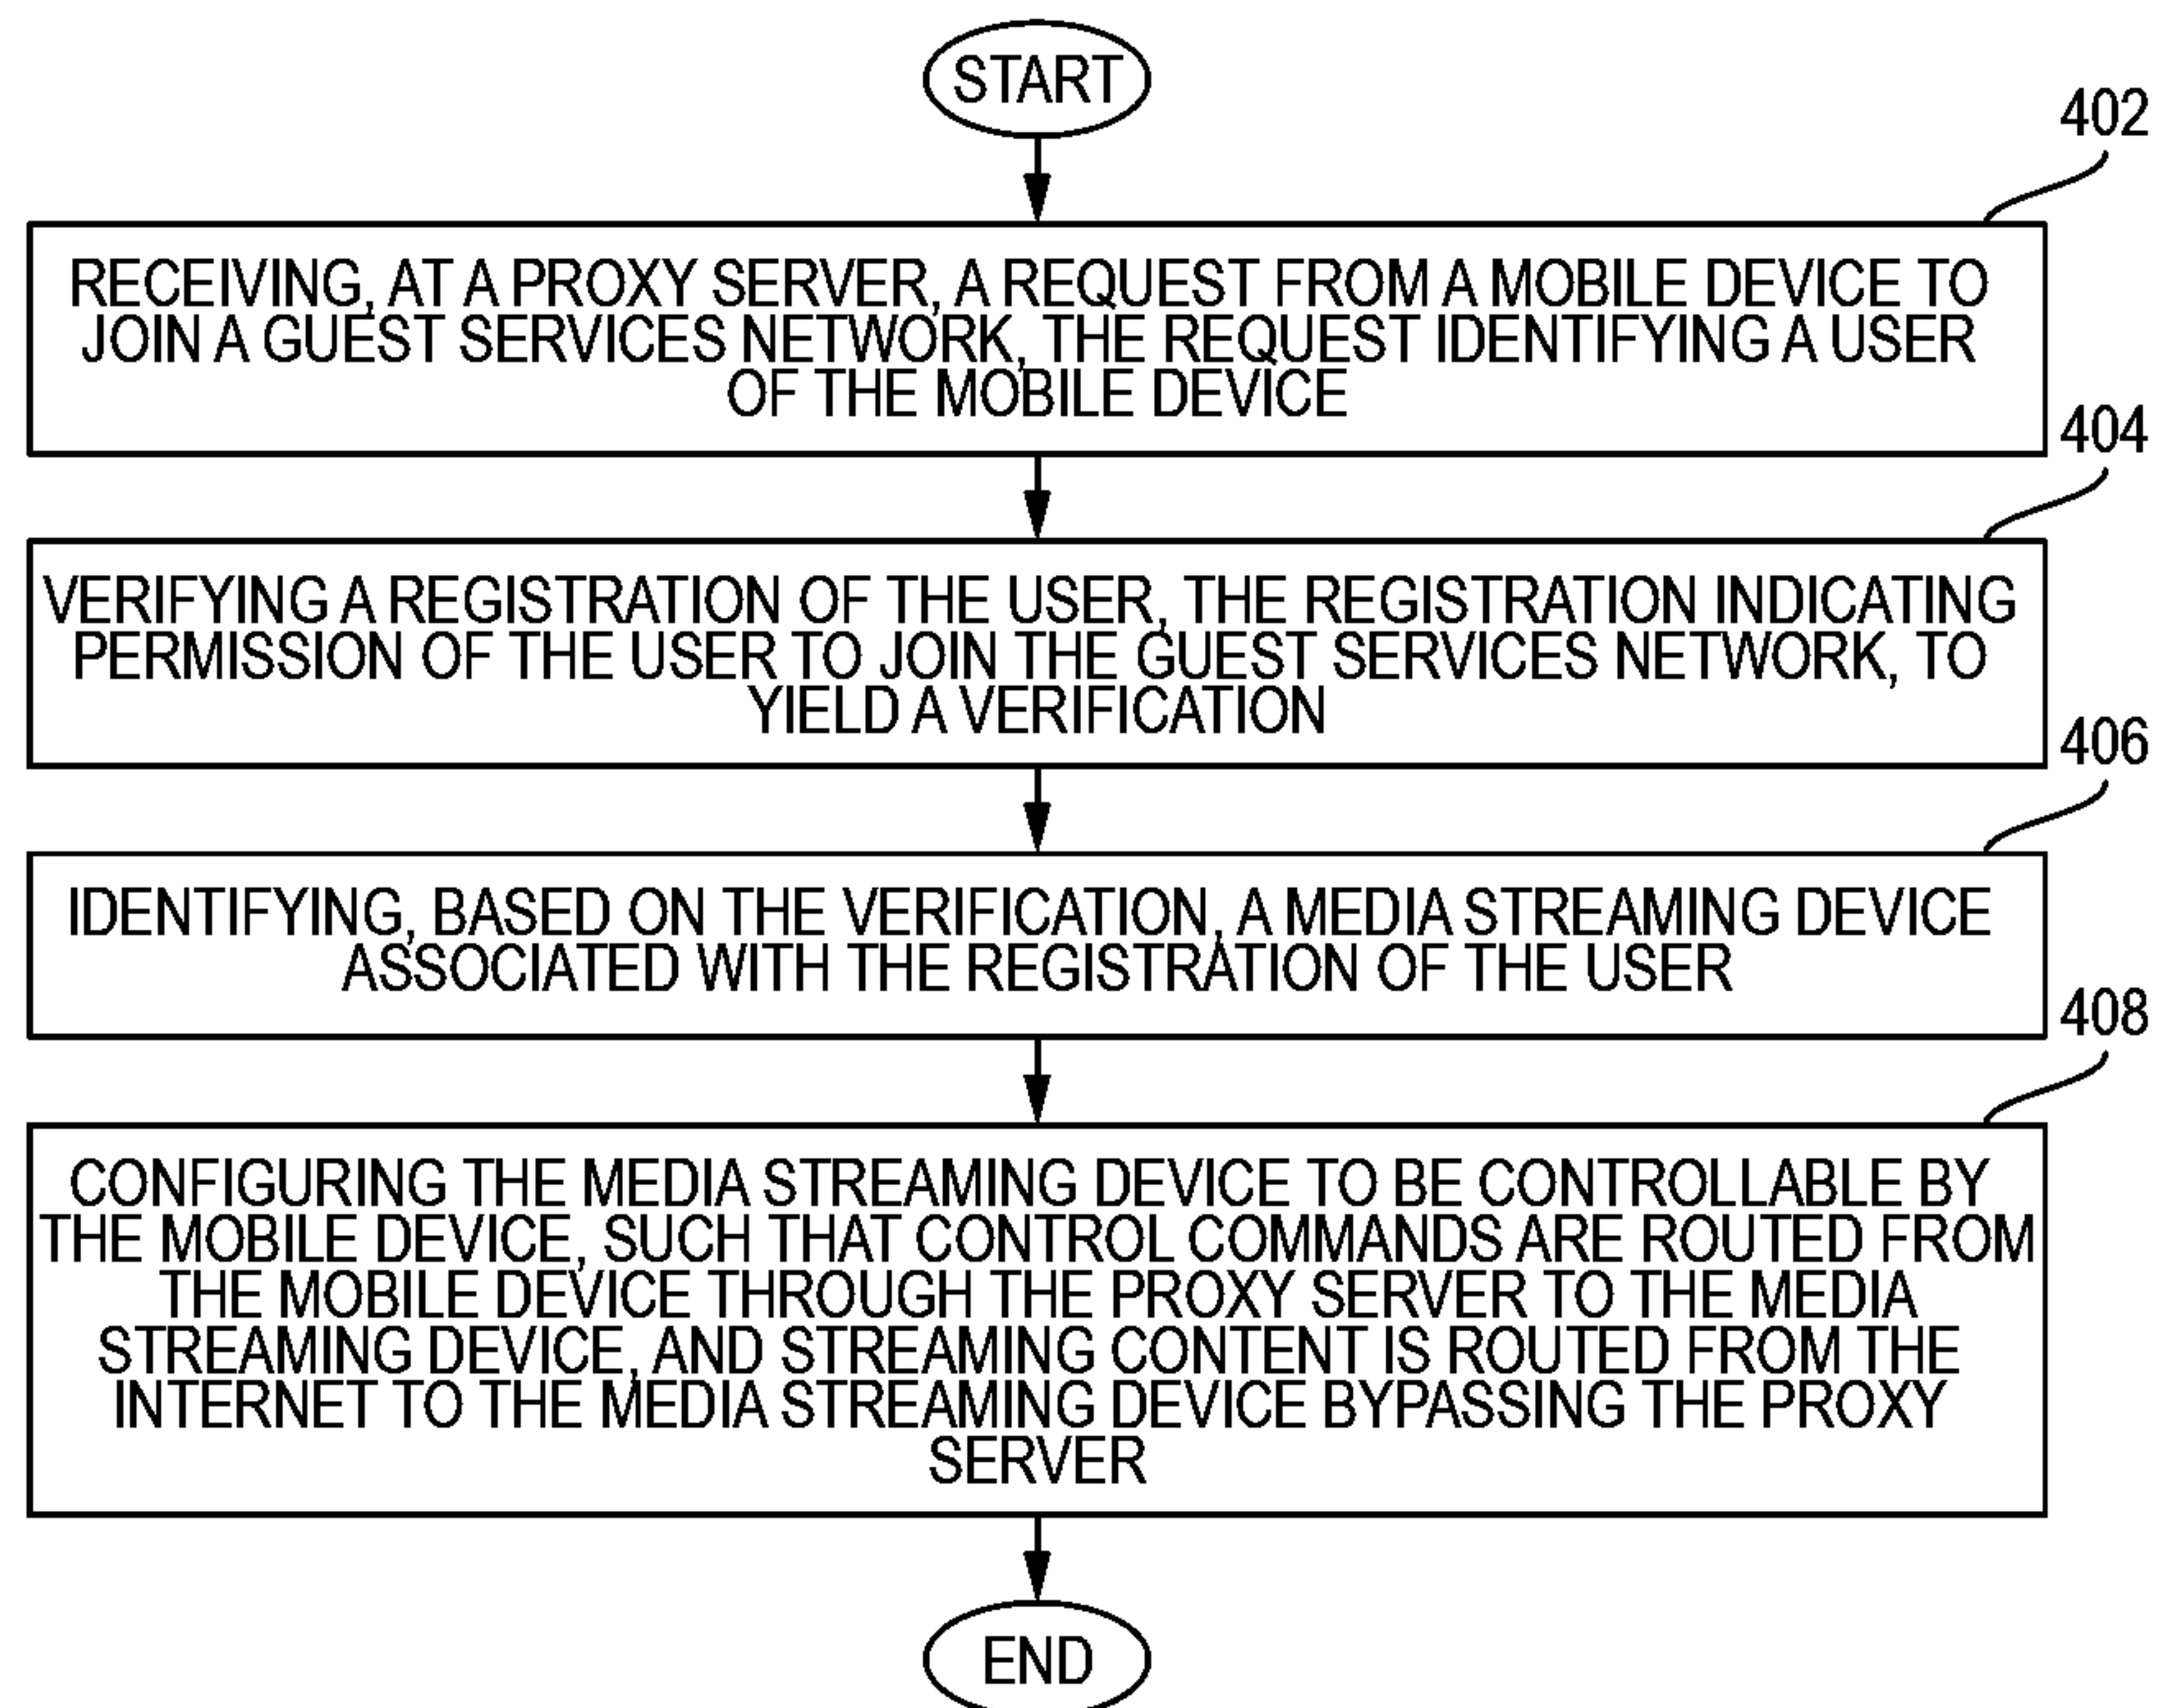 START
402
RECEIVING, AT A PROXY SERVER, A REQUEST FROM A MOBILE DEVICE TO
JOIN A GUEST SERVICES NETWORK, THE REQUEST IDENTIFYING A USER
OF THE MOBILE DEVICE
404
VERIFYING A REGISTRATION OF THE USER, THE REGISTRATION INDICATING
PERMISSION OF THE USER TO JOIN THE GUEST SERVICES NETWORK, TO
YIELD A VERIFICATION
406
IDENTIFYING, BASED ON THE VERIFICATION, A MEDIA STREAMING DEVICE
ASSOCIATED WITH THE REGISTRATION OF THE USER
408
CONFIGURING THE MEDIA STREAMING DEVICE TO BE CONTROLLABLE BY
THE MOBILE DEVICE, SUCH THAT CONTROL COMMANDS ARE ROUTED FROM
THE MOBILE DEVICE THROUGH THE PROXY SERVER TO THE MEDIA
STREAMING DEVICE, AND STREAMING CONTENT IS ROUTED FROM THE
INTERNET TO THE MEDIA STREAMING DEVICE BYPASSING THE PROXY
SERVER
END